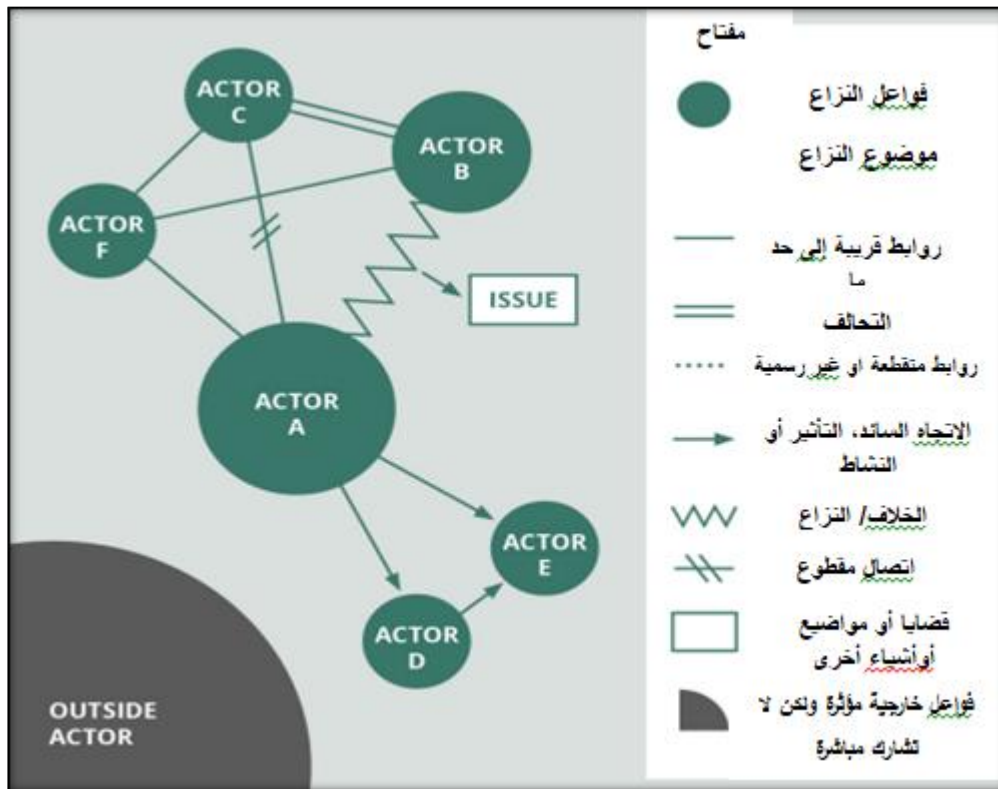 ACTOR
C
ACTOR
B
ACTOR
F
ISSUE
ACTOR
A
ACTOR
E
ACTOR
D
OUTSIDE
ACTOR
مفتاح
فواعل النزاع
موضوع النزاع
روابط قريبة إلى حد
ما
التحالف
روابط متقطعة او غير رسمية
الاتجاه السائد، التأثير أو
النشاط
الخلاف/ النزاع
اتصال مقطوع
قضايا أو مواضيع
أوأشياء أخرى
فواعل خارجية مؤثرة ولكن لا
تشارك مباشرة